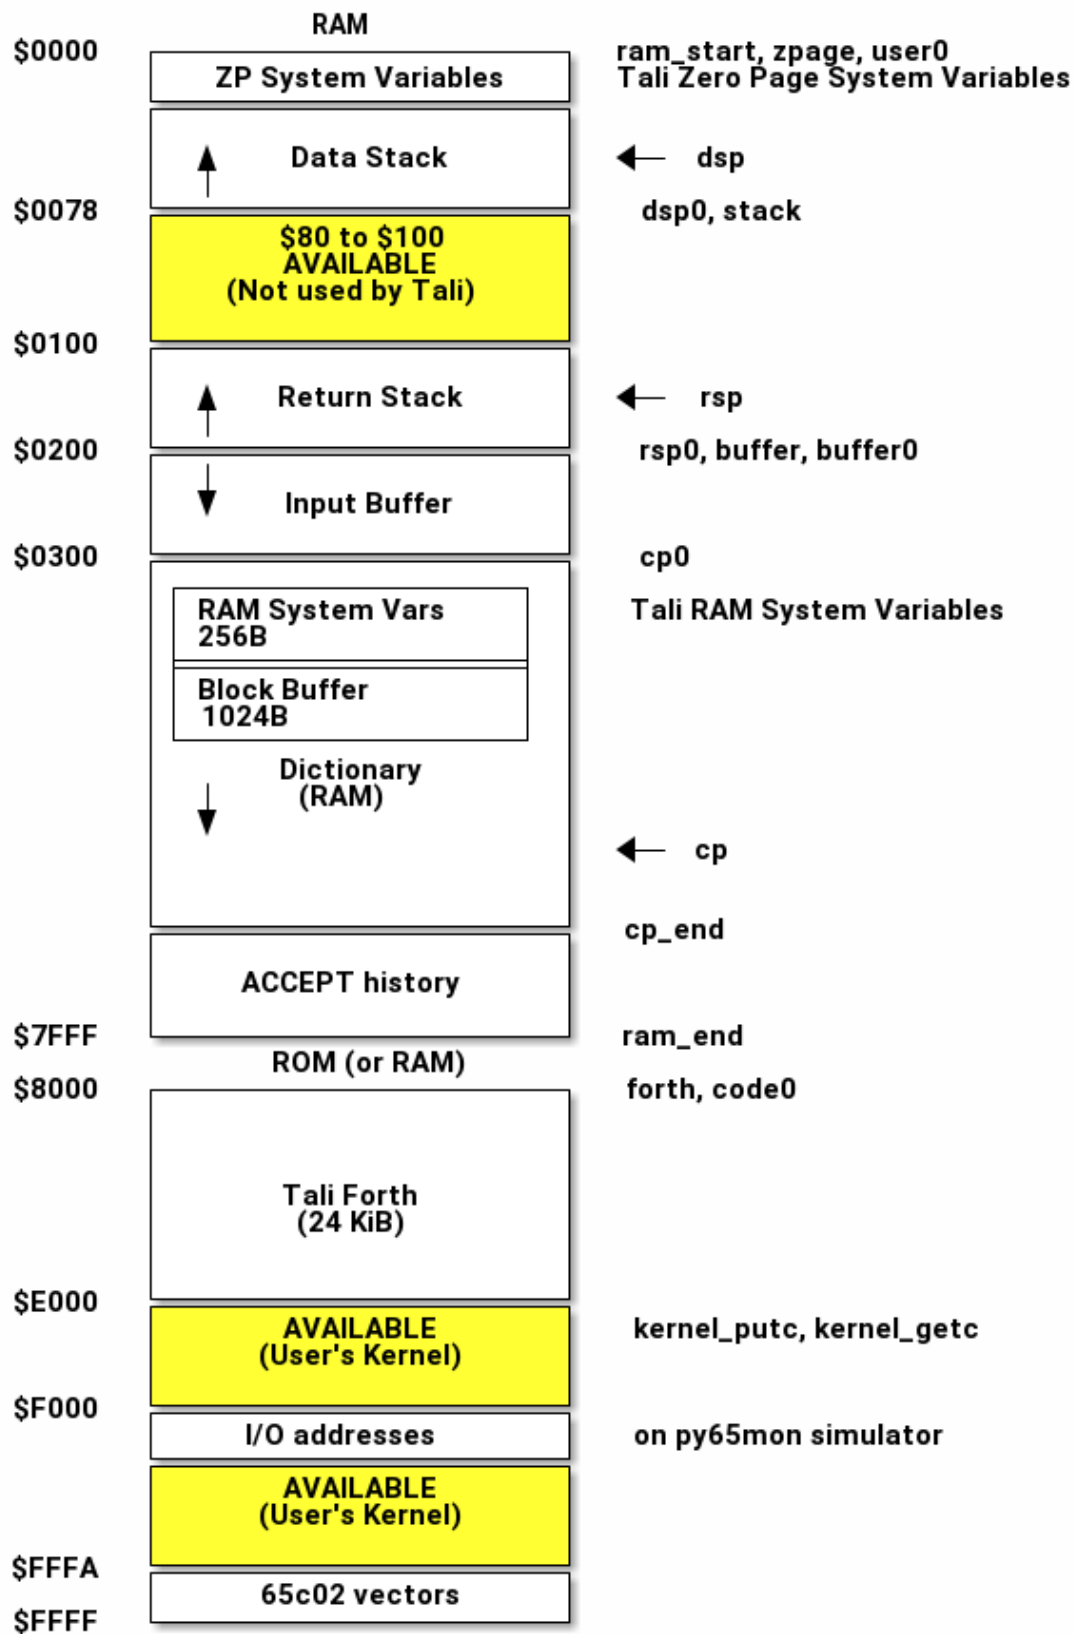 RAM
$0000 ram_start, zpage, user0
ZP System Variables Tali Zero Page System Variables
Data Stack dsp
$0078 dsp0, stack
$80 to $100
AVAILABLE
(Not used by Tali)
$0100
Return Stack rsp
$0200 rsp0, buffer, buffer0
Input Buffer
$0300 cp0
RAM System Vars Tali RAM System Variables
256B
Block Buffer
1024B
Dictionary
(RAM)
cp
cp_end
ACCEPT history
$7FFF ram_end
ROM (or RAM)
$8000 forth, code0
Tali Forth
(24 KiB)
$E000
AVAILABLE kernel_putc, kernel_getc
(User's Kernel)
$F000
I/O addresses on py65mon simulator
AVAILABLE
(User's Kernel)
$FFFA
65c02 vectors
$FFFF